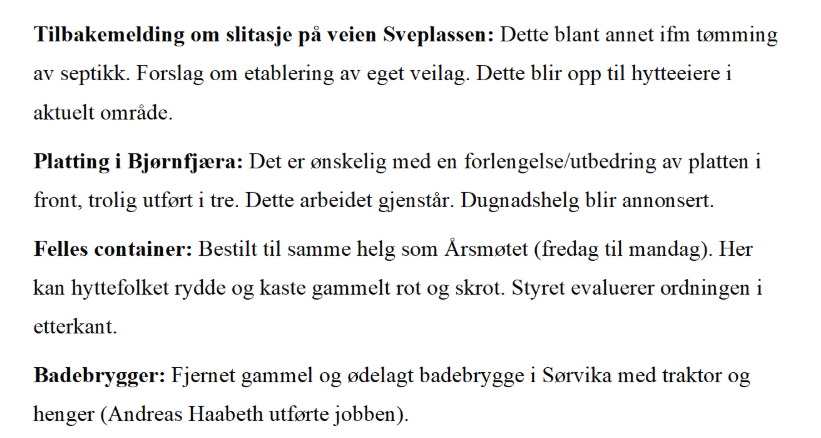 Tilbakemelding om slitasje på veien Sveplassen: Dette blant annet ifm tømming
av septikk. Forslag om etablering av eget veilag. Dette blir opp til hytteeiere i
aktuelt område.
Platting i Bjørnfjæra: Det er ønskelig med en forlengelse/utbedring av platten i
front, trolig utført i tre. Dette arbeidet gjenstår. Dugnadshelg blir annonsert.
Felles container: Bestilt til samme helg som Årsmøtet (fredag til mandag). Her
kan hyttefolket rydde og kaste gammelt rot og skrot. Styret evaluerer ordningen i
etterkant.
Badebrygger: Fjernet gammel og ødelagt badebrygge i Sørvika med traktor og
henger (Andreas Haabeth utførte jobben).